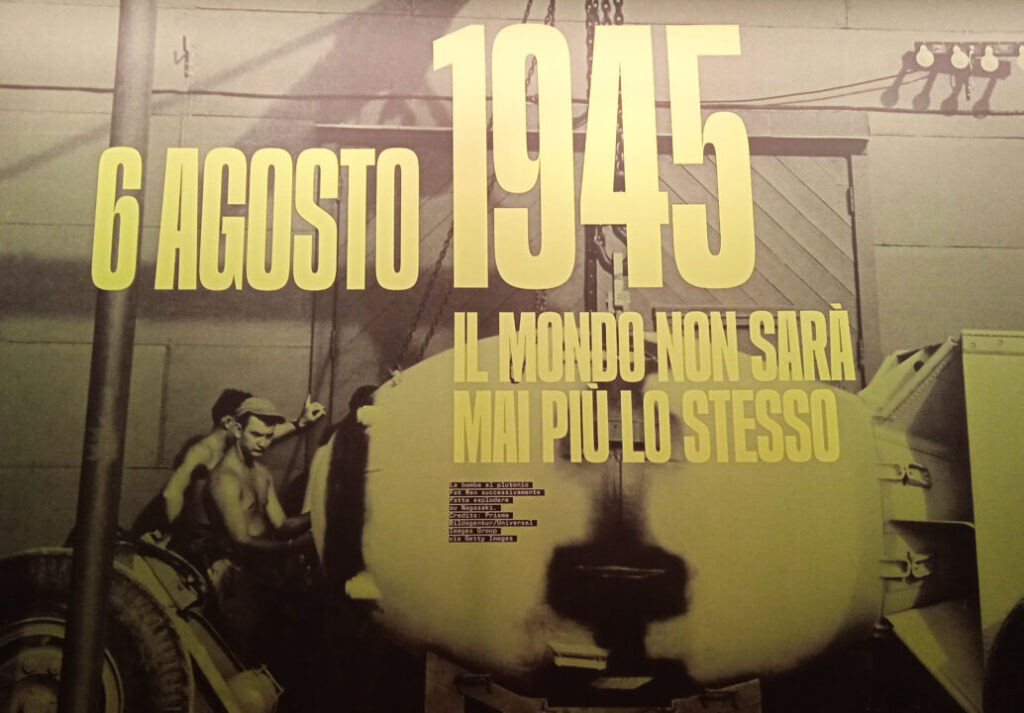 6 AGOSTO 1945
IL MONDO NON SARÀ
MAI PIÙ LO STESSO
La bomba al plutonio
Fat Man successivamente
fatta esplodere
su Nagasaki.
Credits: Prisma
Bildagentur/Universal
Images Group
via Getty Images